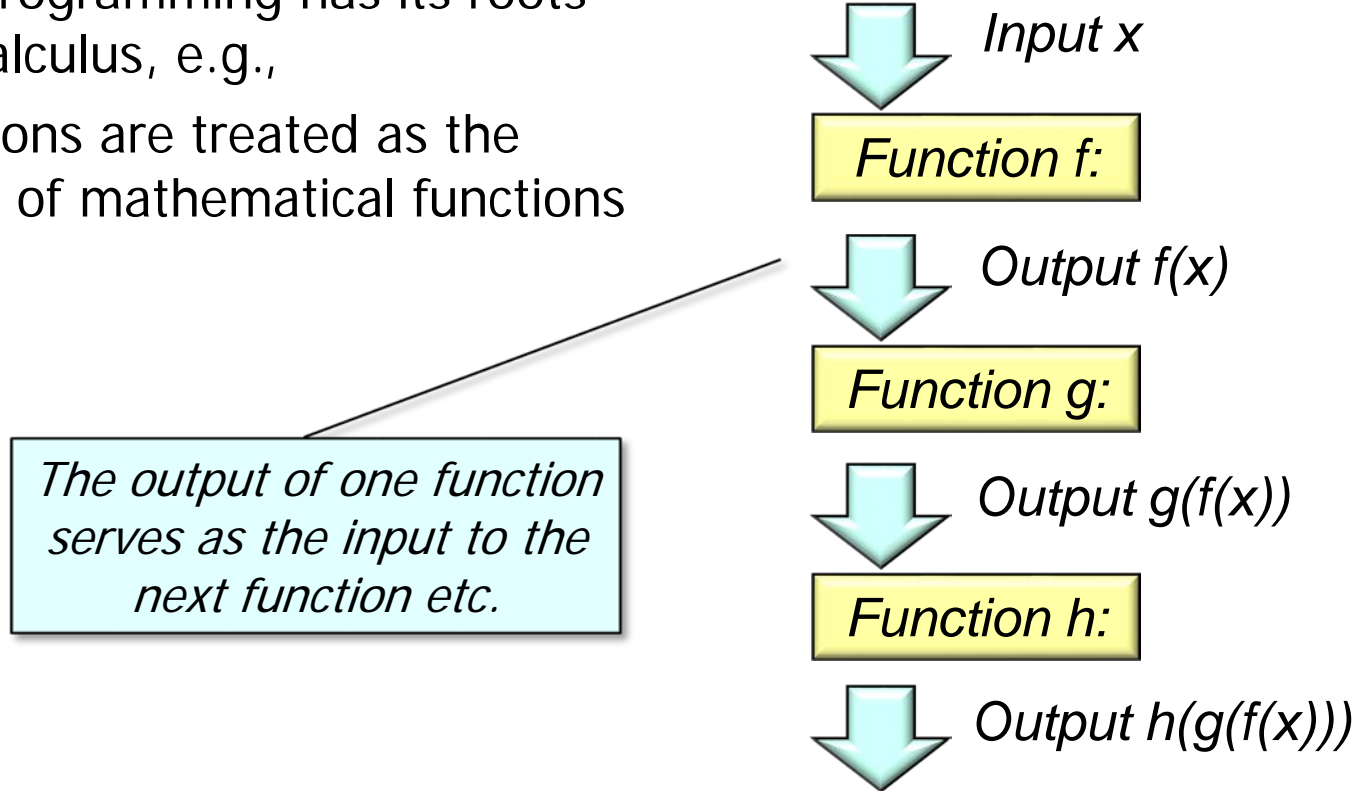 rogramming has its roots
alculus, e.g.,
ons are treated as the
of mathematical functions
The output of one function
serves as the input to the
next function etc.
Input x
Function f:
Output f(x)
Function g:
Output g(f(x))
Function h:
Output h(g(f(x)))